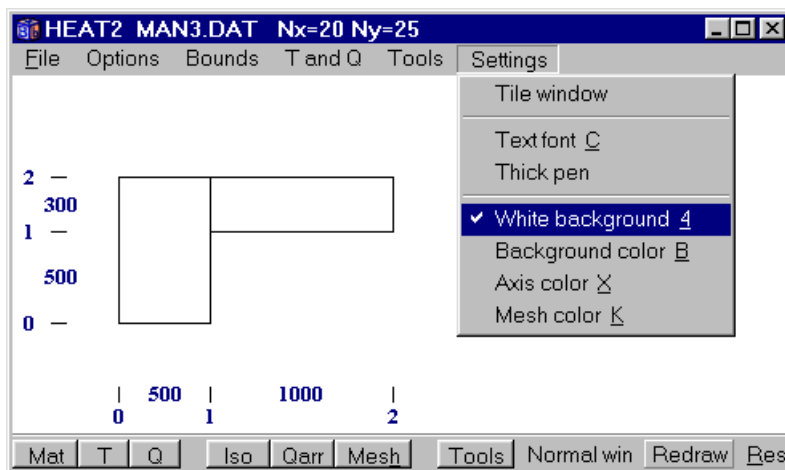 HEAT2 MAN3.DAT Nx=20 Ny=25
File Options Bounds T and Q Tools Settings
Tile window
Text font C
Thick pen
White background 4
Background color B
Axis color X
Mesh color K
2
300
1
500
0
500 1000
0 1 2
Mat T Q Iso Qarr Mesh Tools Normal win Redraw Res